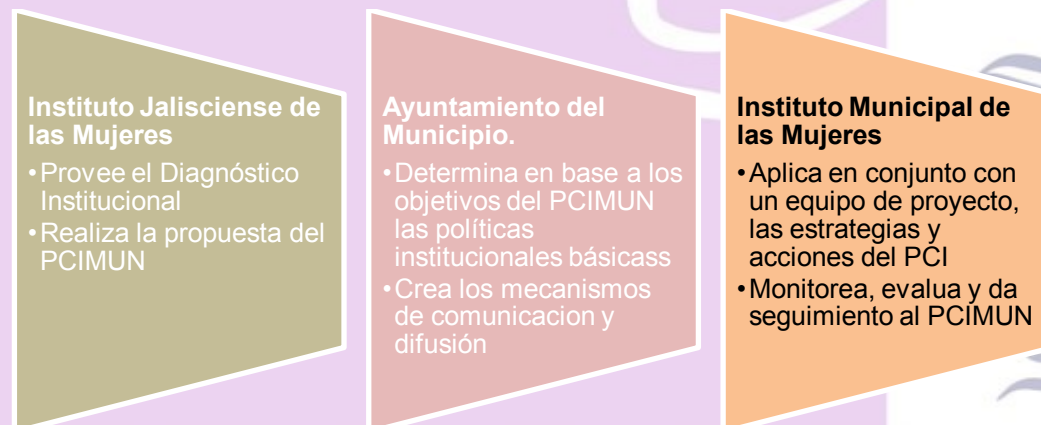 Instituto Jalisciense de
las Mujeres
•Provee el Diagnóstico
Institucional
•Realiza la propuesta del
PCIMUN
Ayuntamiento del
Municipio.
•Determina en base a los
objetivos del PCIMUN
las políticas
institucionales básicass
•Crea los mecanismos
de comunicacion y
difusión
Instituto Municipal de
las Mujeres
•Aplica en conjunto con
un equipo de proyecto,
las estrategias y
acciones del PCI
•Monitorea, evalua y da
seguimiento al PCIMUN